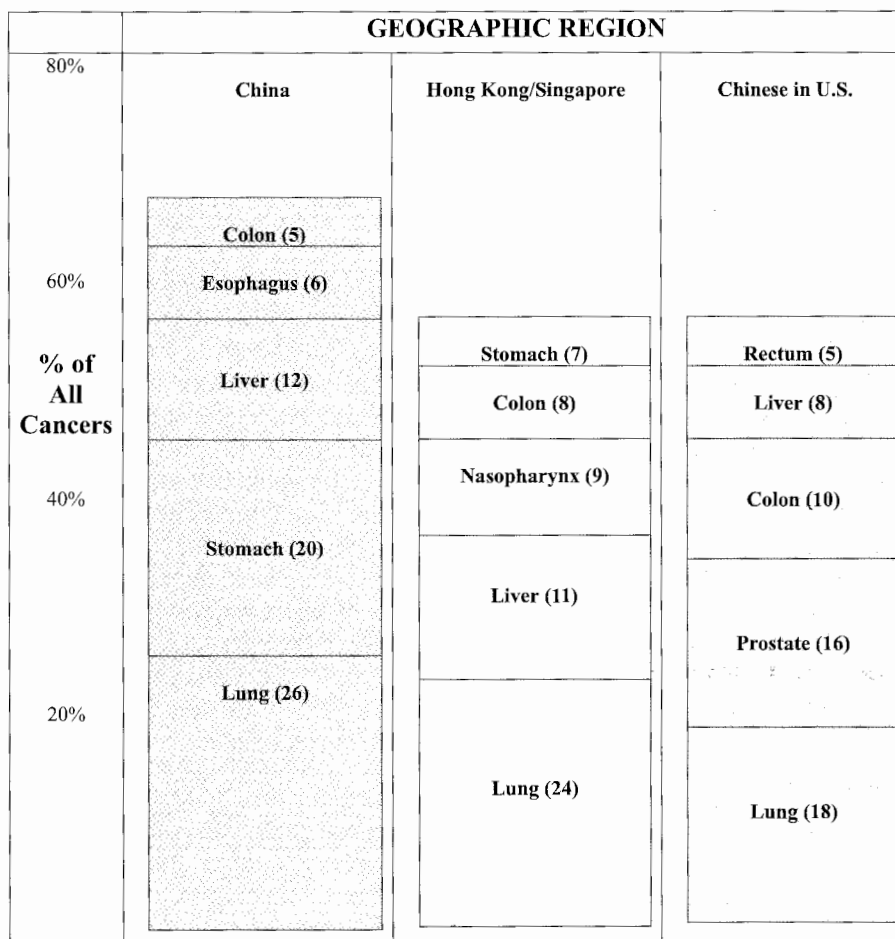 GEOGRAPHIC REGION
80%
China
Hong Kong/Singapore
Chinese in U.S.
Colon (5)
60%
Esophagus (6)
Stomach (7)
Rectum (5)
% of
All
Cancers
Liver (12)
Colon (8)
Liver (8)
Nasopharynx (9)
40%
Colon (10)
Stomach (20)
Liver (11)
Prostate (16)
Lung (26)
20%
Lung (24)
Lung (18)